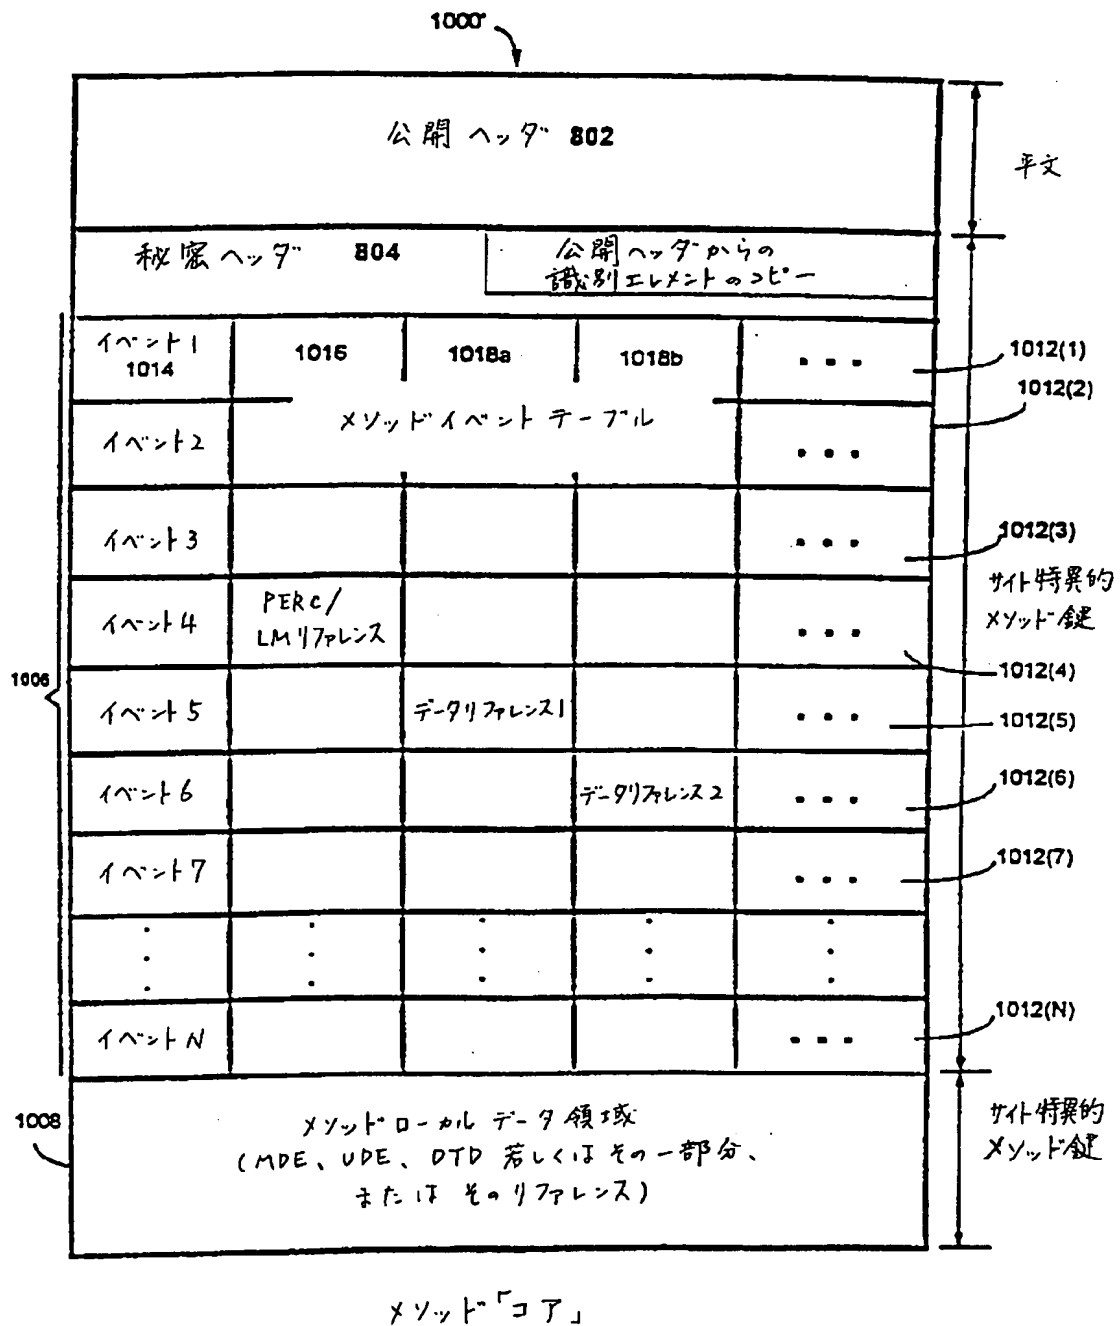 1000'
公開ヘッダ 802
平文
秘密ヘッダ 804
公開ヘッダからの
識別エレメントのコピー
イベント1
1014
1016
1018a
1018b
...
1012(1)
1012(2)
メソッドイベントテーブル
イベント2
...
イベント3
...
1012(3)
サイト特異的
メソッド鍵
イベント4
PERC/
LMリファレンス
...
1012(4)
1006
イベント5
データリファレンス1
...
1012(5)
イベント6
データリファレンス2
...
1012(6)
イベント7
...
1012(7)
イベントN
...
1012(N)
1008
メソッドローカルデータ領域
(MDE、UDE、DTD 若しくはその一部分、
またはそのリファレンス)
サイト特異的
メソッド鍵
メソッド「コア」